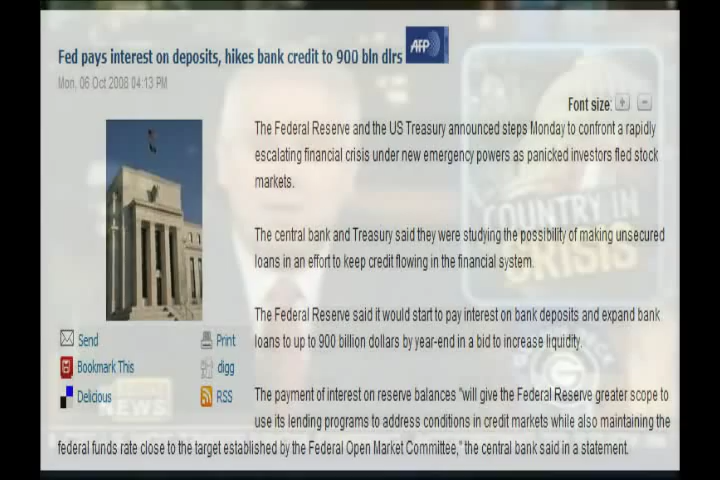 Fed pays interest on deposits, hikes bank credit to 900 bln dlrs
AFP
Mon, 06 Oct 2008 04:13 PM
Font size: + -
The Federal Reserve and the US Treasury announced steps Monday to confront a rapidly
escalating financial crisis under new emergency powers as panicked investors fled stock
markets.
The central bank and Treasury said they were studying the possibility of making unsecured
loans in an effort to keep credit flowing in the financial system.
The Federal Reserve said it would start to pay interest on bank deposits and expand bank
loans to up to 900 billion dollars by year-end in a bid to increase liquidity.
Send
Print
Bookmark This
digg
Delicious
RSS
The payment of interest on reserve balances "will give the Federal Reserve greater scope to
use its lending programs to address conditions in credit markets while also maintaining the
federal funds rate close to the target established by the Federal Open Market Committee," the central bank said in a statement.
COUNTRY IN
CRISIS
NEWS